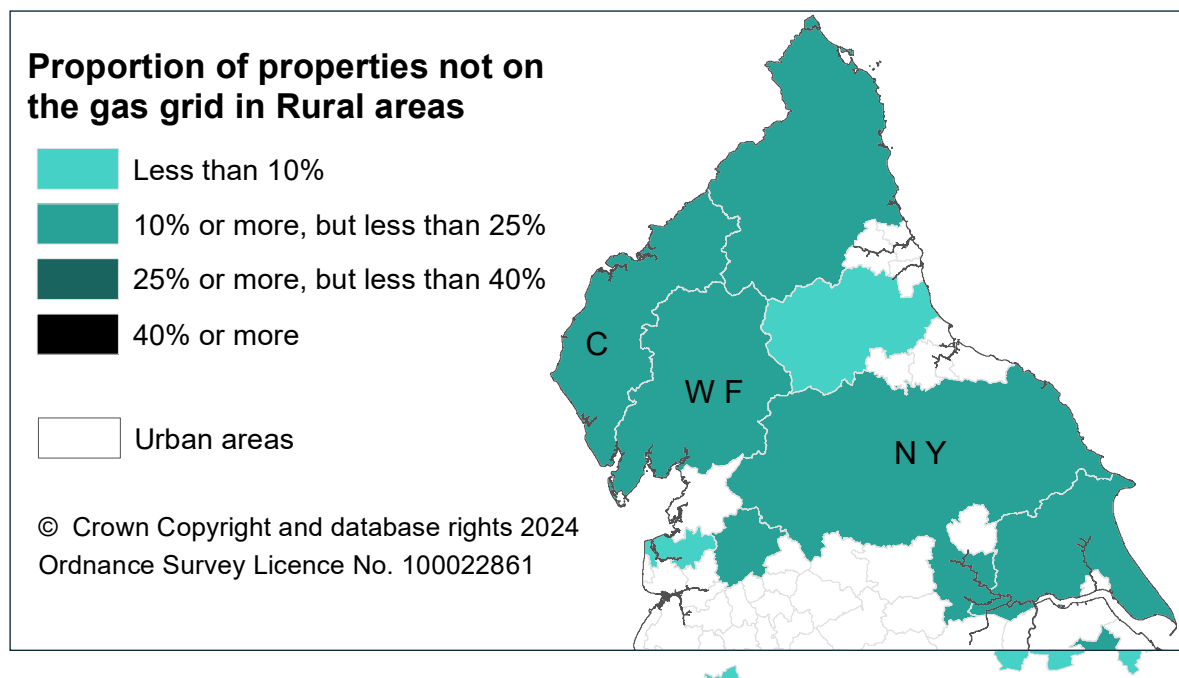 Proportion of properties not on
the gas grid in Rural areas
Less than 10%
10% or more, but less than 25%
25% or more, but less than 40%
40% or more
Urban areas
© Crown Copyright and database rights 2024
Ordnance Survey Licence No. 100022861
C
W F
N Y